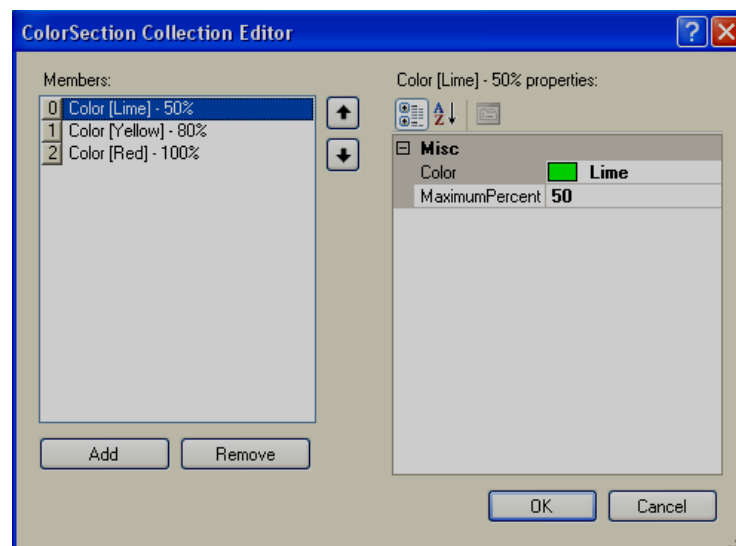 ColorSection Collection Editor
?
Members:
0 Color [Lime] - 50%
1 Color [Yellow] - 80%
2 Color [Red] - 100%
Add Remove
Color [Lime] - 50% properties:
A
Z
Misc
Color Lime
MaximumPercent 50
OK Cancel